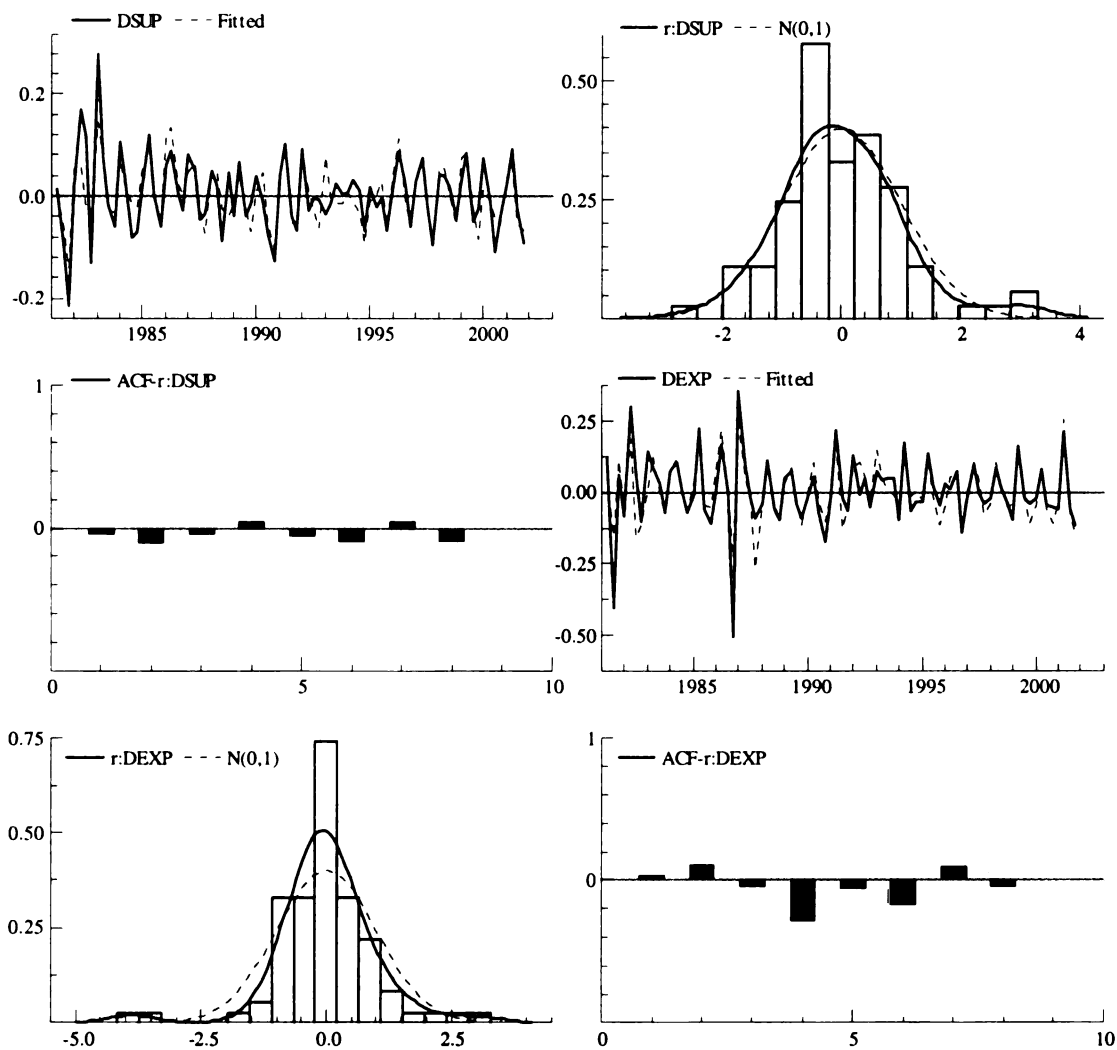 DSUP Fitted
0.2
0.0
-0.2
1985 1990 1995 2000
r:DSUP N(0,1)
0.50
0.25
-2 0 2 4
ACF-r:DSUP
1
0
0 5 10
DEXP Fitted
0.25
0.00
-0.25
-0.50
1985 1990 1995 2000
r:DEXP N(0,1)
0.75
0.50
0.25
-5.0 -2.5 0.0 2.5
ACF-r:DEXP
1
0
0 5 10